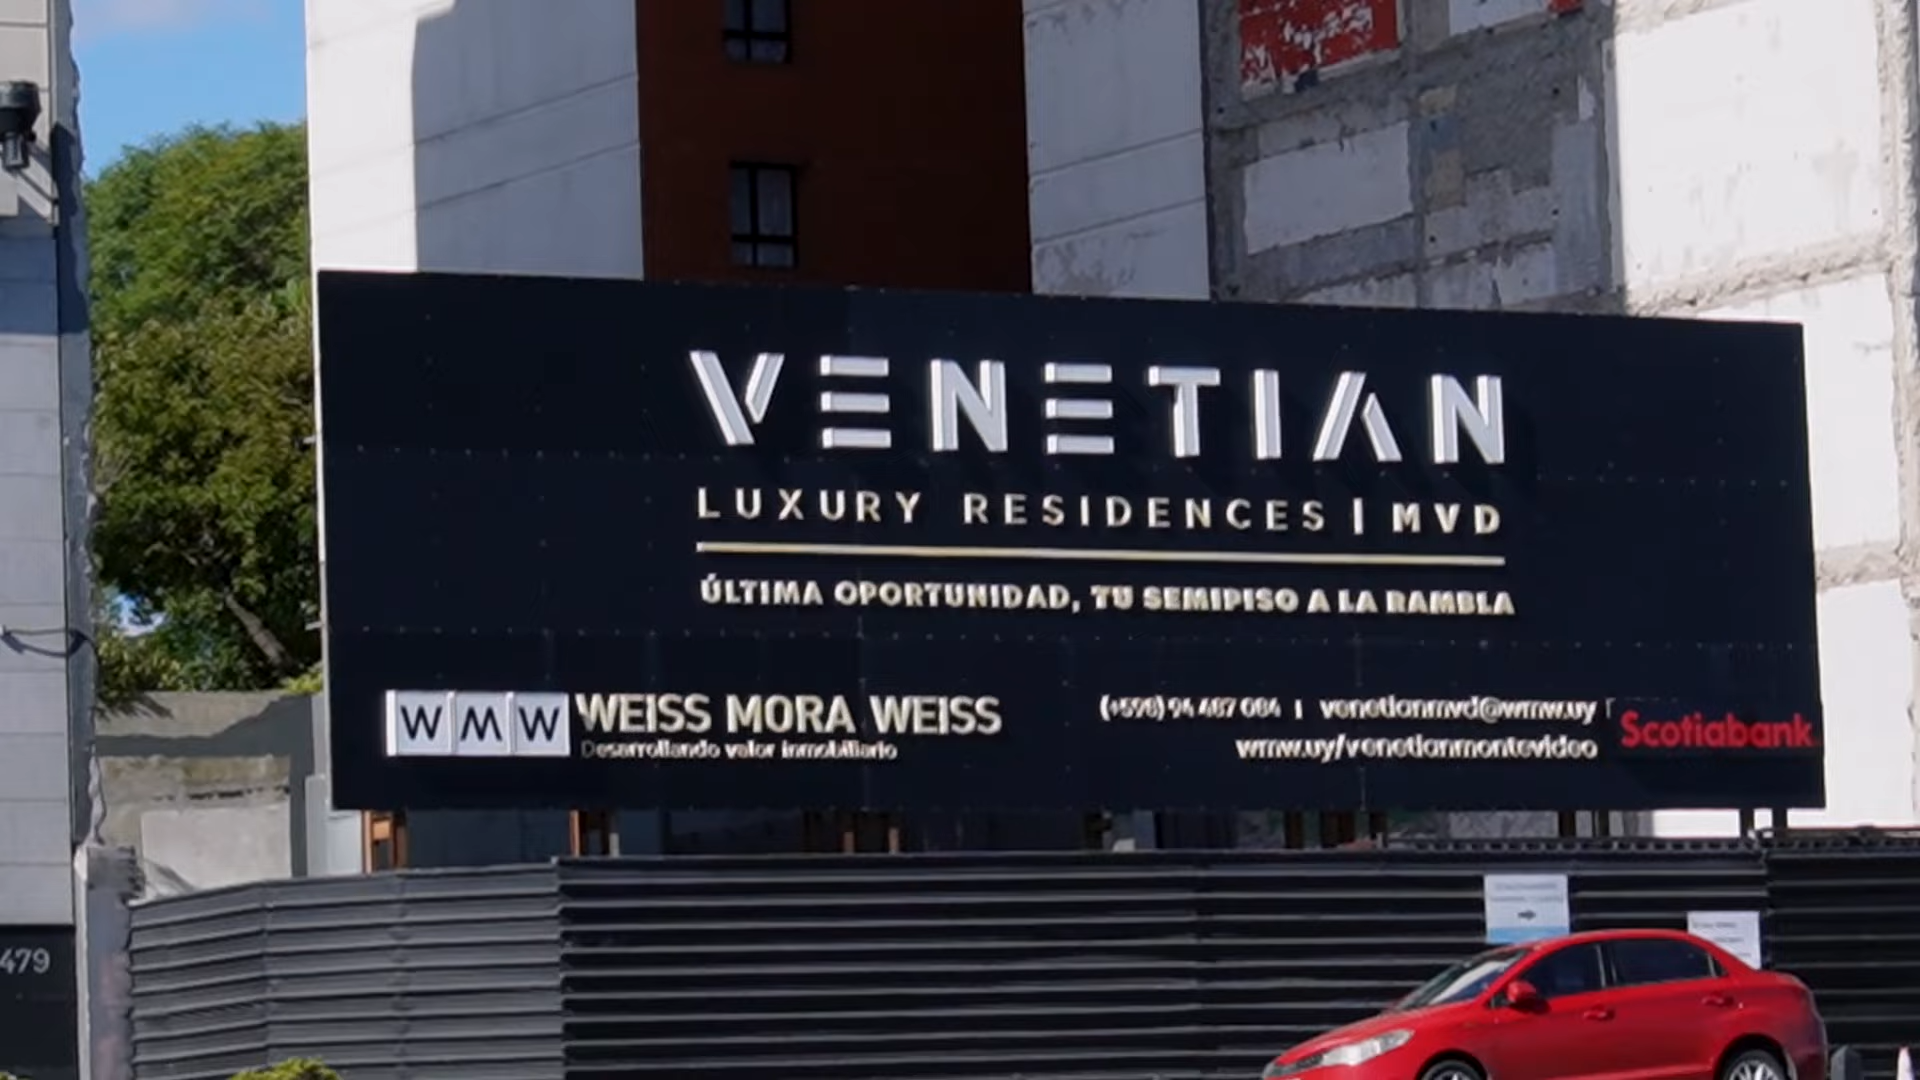 VENETIAN
LUXURY RESIDENCES | MVD
ÚLTIMA OPORTUNIDAD, TU SEMIPISO A LA RAMBLA
WMW WEISS MORA WEISS
Desarrollando valor inmobiliario
(+598) 94 487 084 | venetianmvd@wmw.uy
wmw.uy/venetianmontevideo
Scotiabank
479